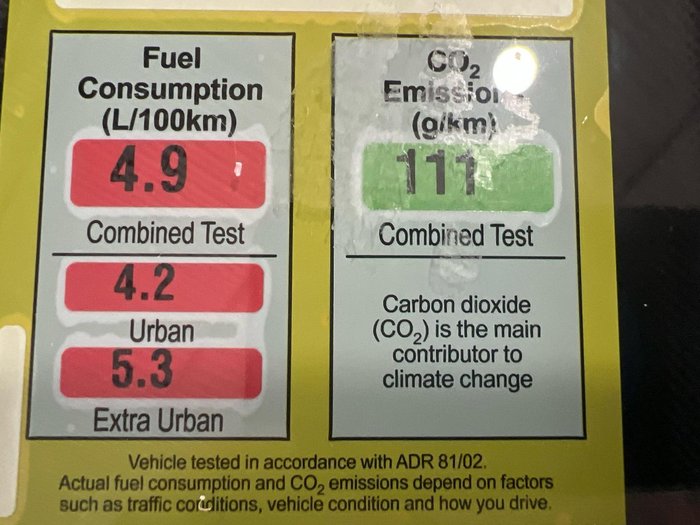 Fuel
Consumption
(L/100km)
4.9
Combined Test
4.2
Urban
5.3
Extra Urban
CO₂
Emission
(g/km)
111
Combined Test
Carbon dioxide
(CO₂) is the main
contributor to
climate change
Vehicle tested in accordance with ADR 81/02.
Actual fuel consumption and CO₂ emissions depend on factors
such as traffic conditions, vehicle condition and how you drive.